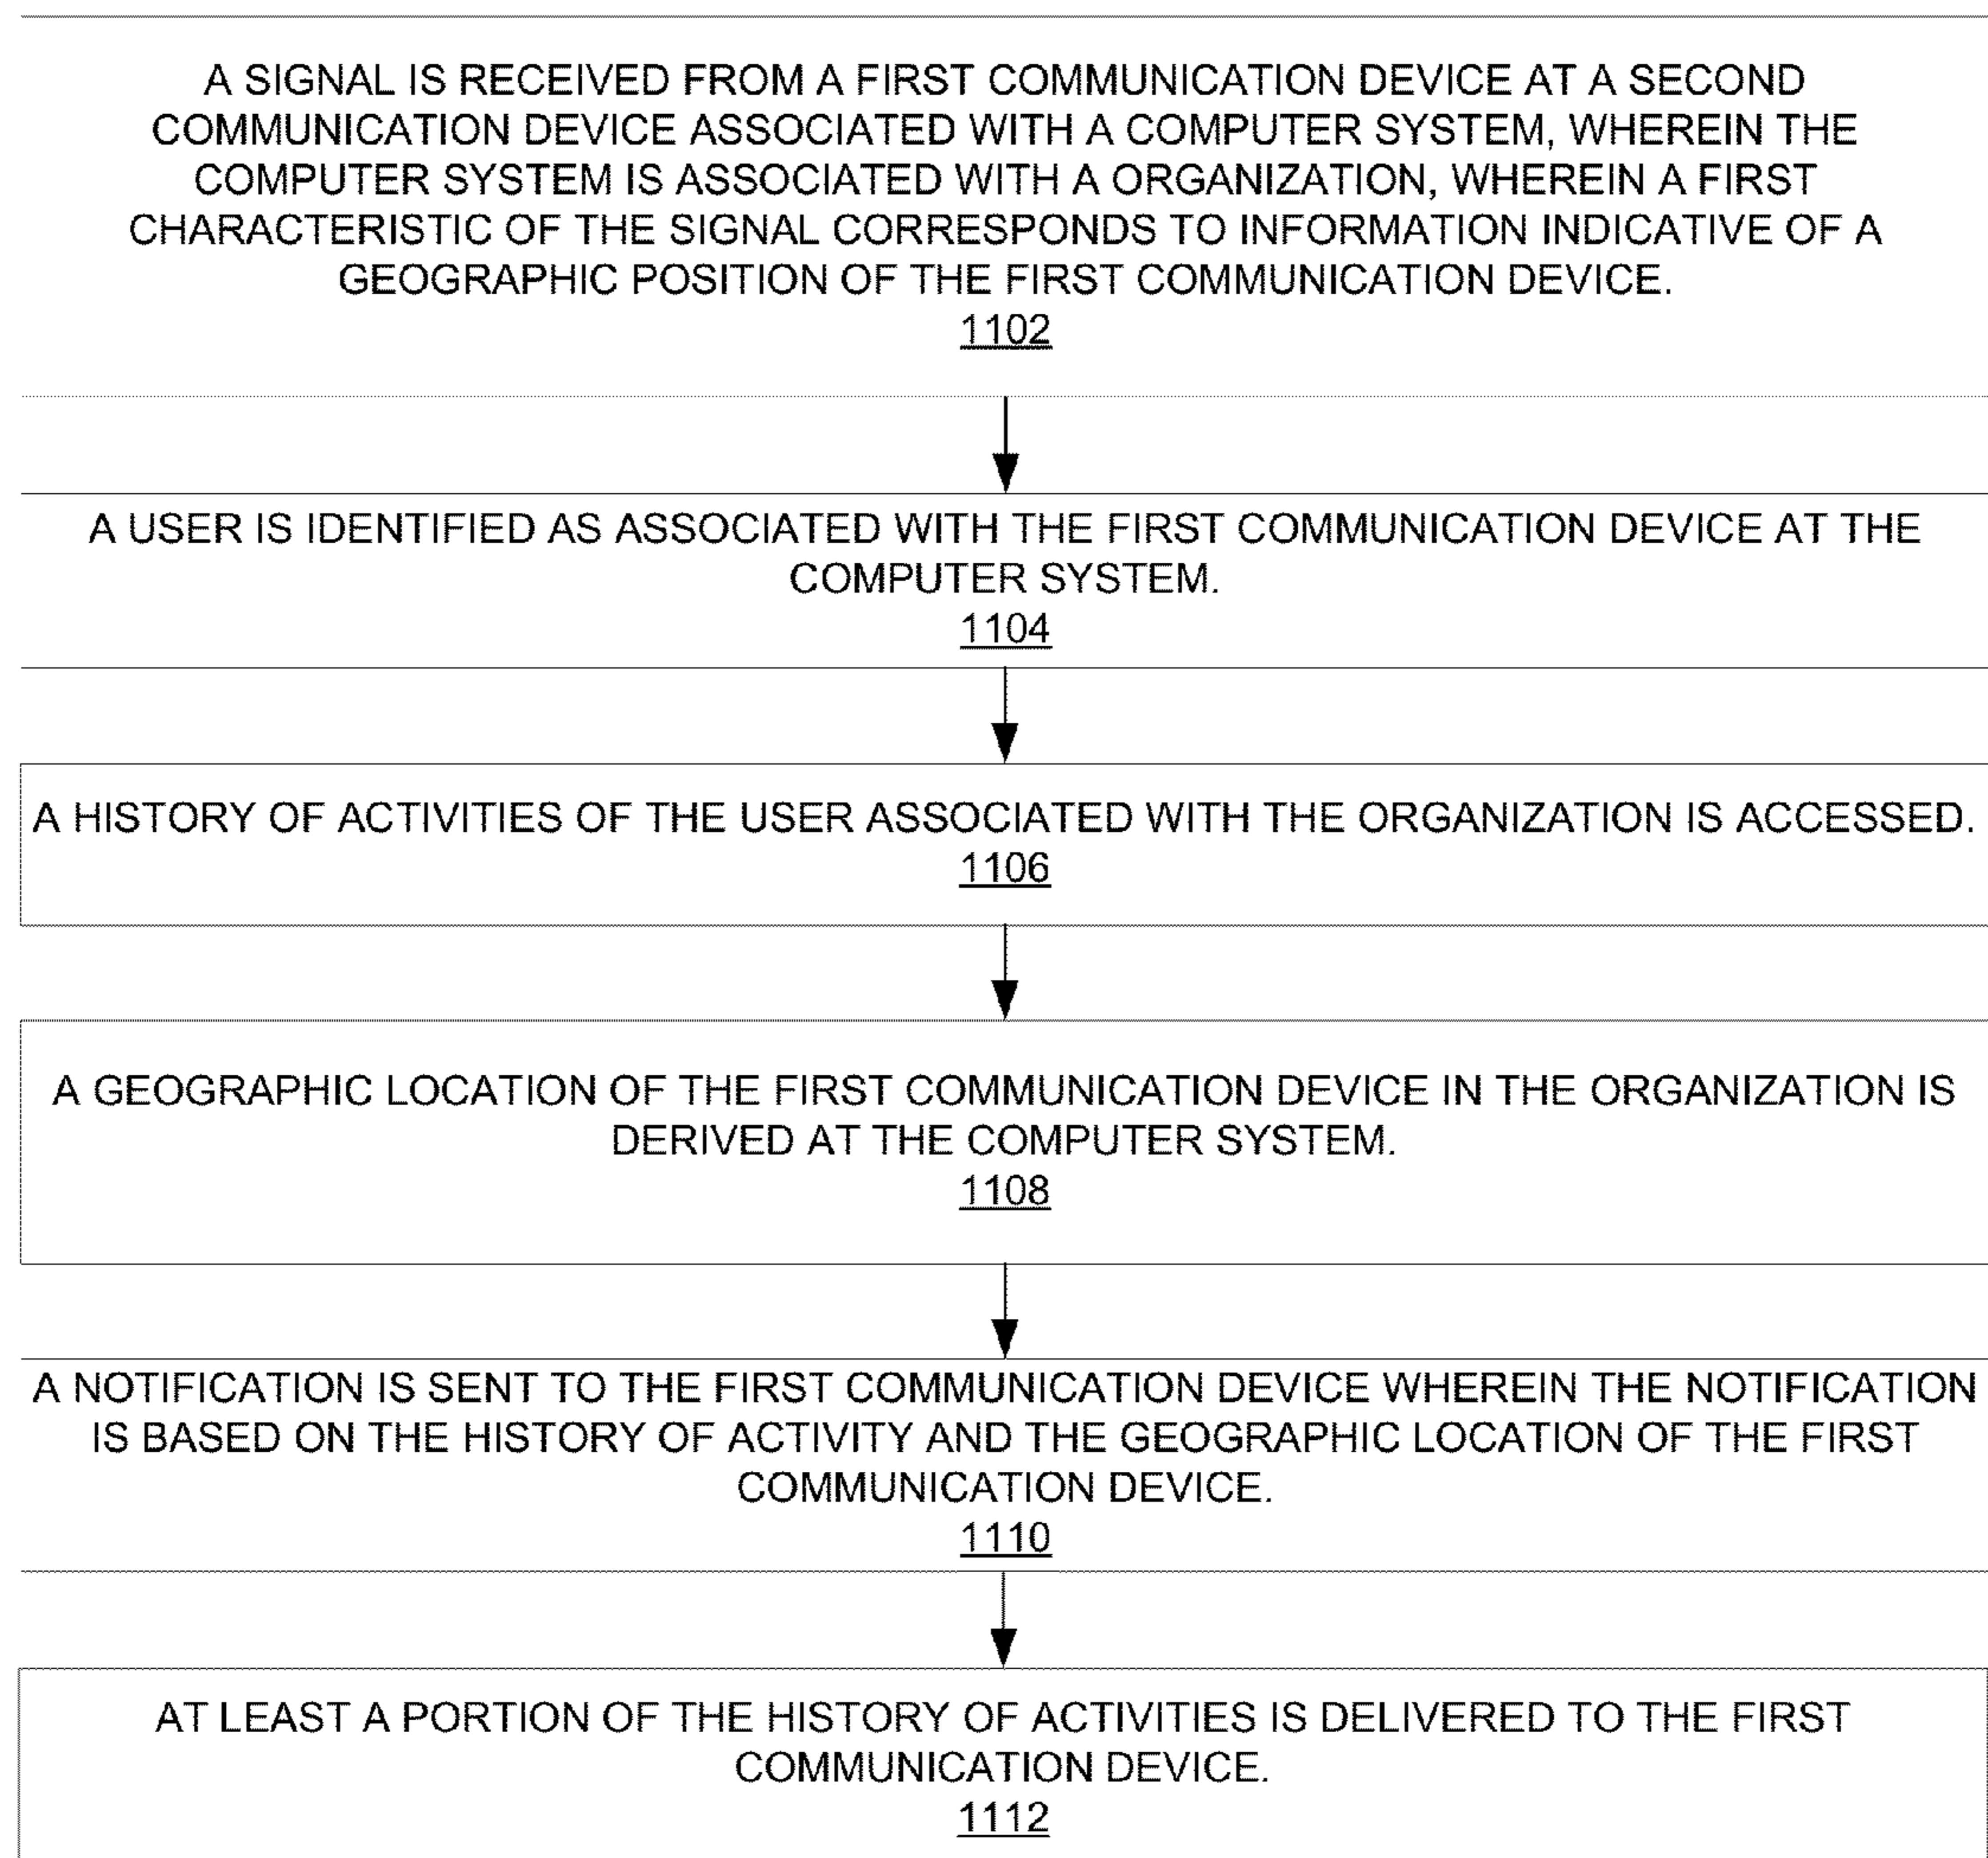 A SIGNAL IS RECEIVED FROM A FIRST COMMUNICATION DEVICE AT A SECOND
COMMUNICATION DEVICE ASSOCIATED WITH A COMPUTER SYSTEM, WHEREIN THE
COMPUTER SYSTEM IS ASSOCIATED WITH A ORGANIZATION, WHEREIN A FIRST
CHARACTERISTIC OF THE SIGNAL CORRESPONDS TO INFORMATION INDICATIVE OF A
GEOGRAPHIC POSITION OF THE FIRST COMMUNICATION DEVICE.
1102
A USER IS IDENTIFIED AS ASSOCIATED WITH THE FIRST COMMUNICATION DEVICE AT THE
COMPUTER SYSTEM.
1104
A HISTORY OF ACTIVITIES OF THE USER ASSOCIATED WITH THE ORGANIZATION IS ACCESSED.
1106
A GEOGRAPHIC LOCATION OF THE FIRST COMMUNICATION DEVICE IN THE ORGANIZATION IS
DERIVED AT THE COMPUTER SYSTEM.
1108
A NOTIFICATION IS SENT TO THE FIRST COMMUNICATION DEVICE WHEREIN THE NOTIFICATION
IS BASED ON THE HISTORY OF ACTIVITY AND THE GEOGRAPHIC LOCATION OF THE FIRST
COMMUNICATION DEVICE.
1110
AT LEAST A PORTION OF THE HISTORY OF ACTIVITIES IS DELIVERED TO THE FIRST
COMMUNICATION DEVICE.
1112